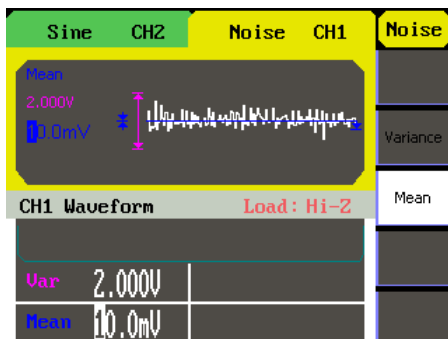 Sine CH2 Noise CH1 Noise
Mean
2.000V
10.0mV
Variance
Mean
CH1 Waveform Load: Hi-Z
Var 2.000V
Mean 10.0mV